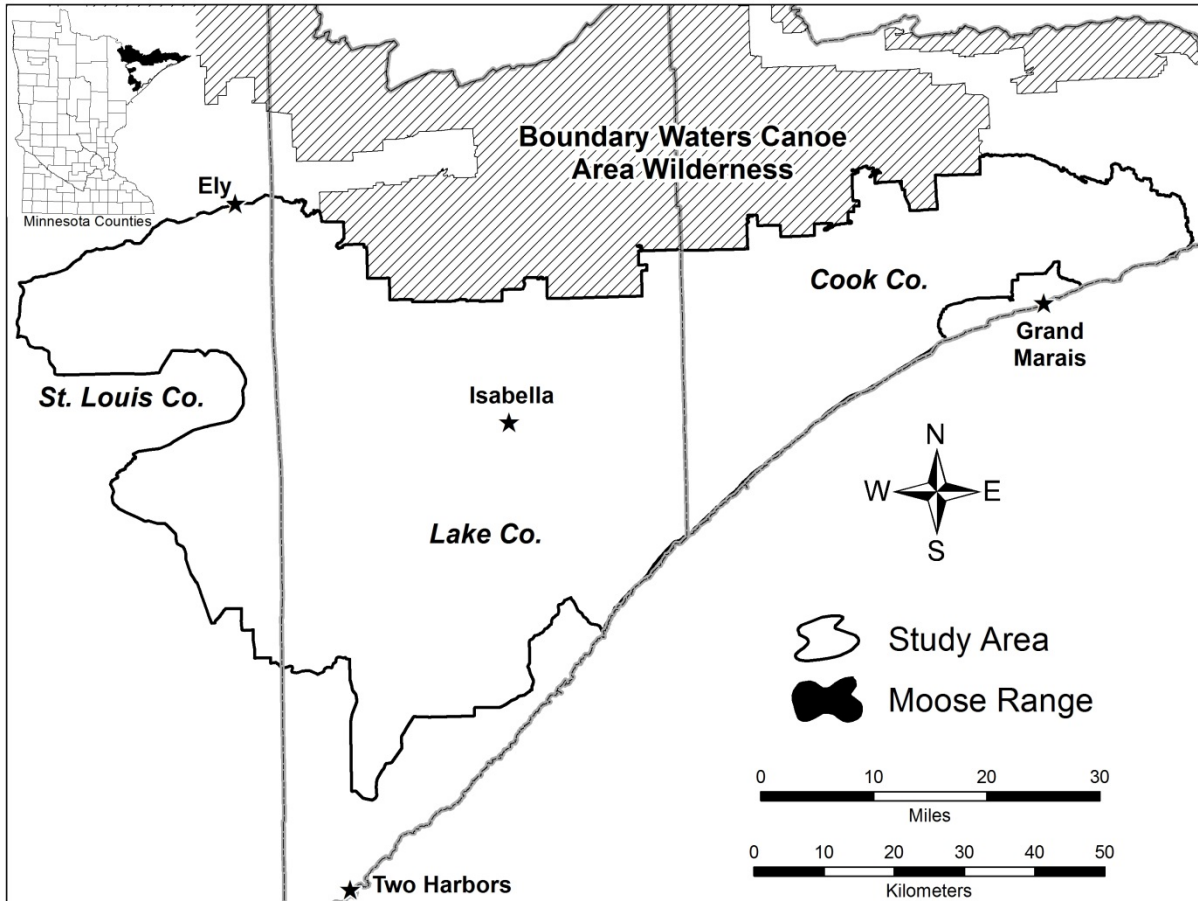 Minnesota Counties
Boundary Waters Canoe
Area Wilderness
Ely
Cook Co.
Grand
Marais
St. Louis Co.
Isabella
Lake Co.
N
W
E
S
Study Area
Moose Range
0 10 20 30
Miles
0 10 20 30 40 50
Kilometers
Two Harbors